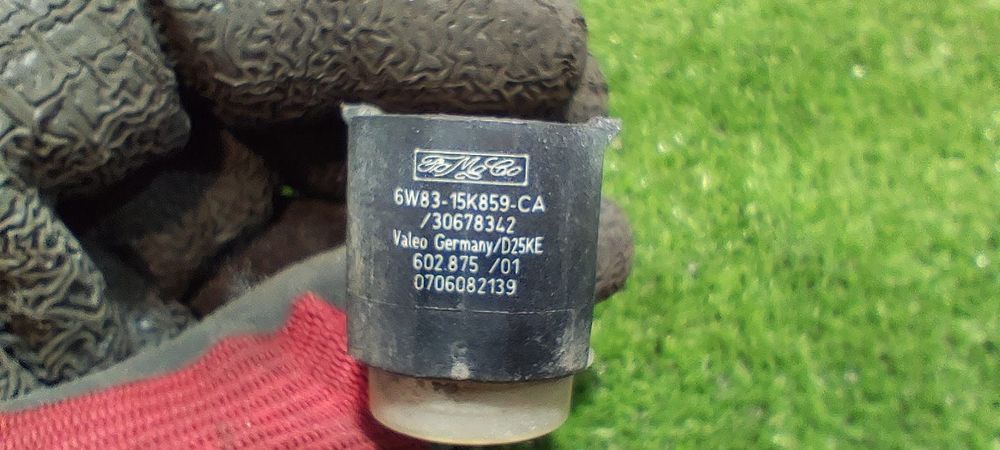 FoMoCo
6W83-15K859-CA
/30678342
Valeo Germany/D25KE
602.875 /01
0706082139